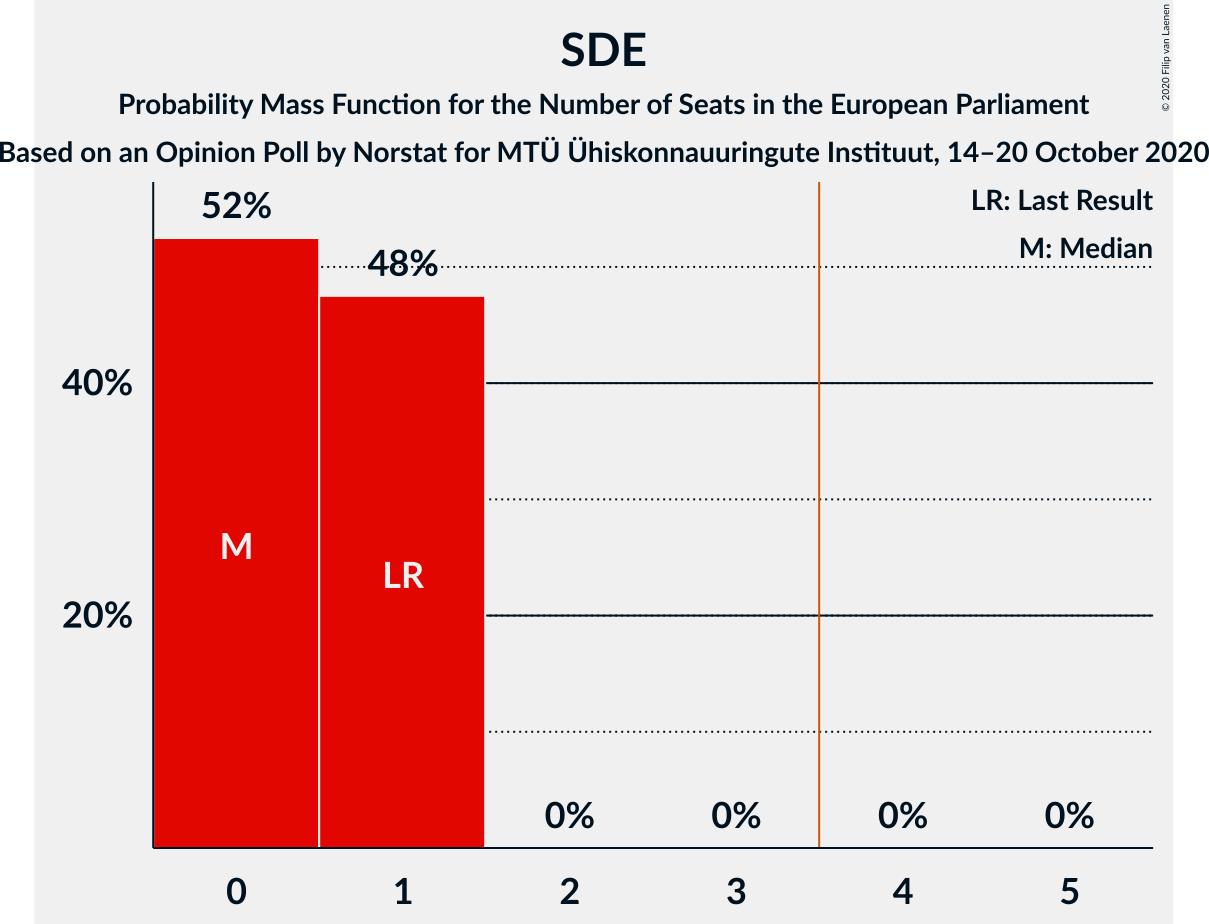 SDE
Probability Mass Function for the Number of Seats in the European Parliament
Based on an Opinion Poll by Norstat for MTÜ Ühiskonnauuringute Instituut, 14–20 October 2020
© 2020 Filip van Laenen
LR: Last Result
M: Median
52%
48%
40%
20%
M
LR
0%
0%
0%
0%
0
1
2
3
4
5